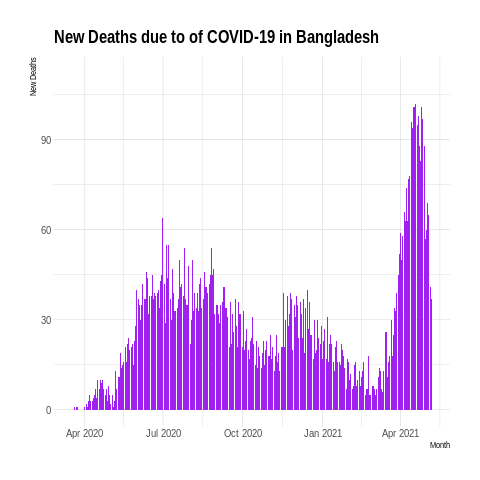 New Deaths due to of COVID-19 in Bangladesh
New Deaths
90
60
30
0
Apr 2020 Jul 2020 Oct 2020 Jan 2021 Apr 2021
Month